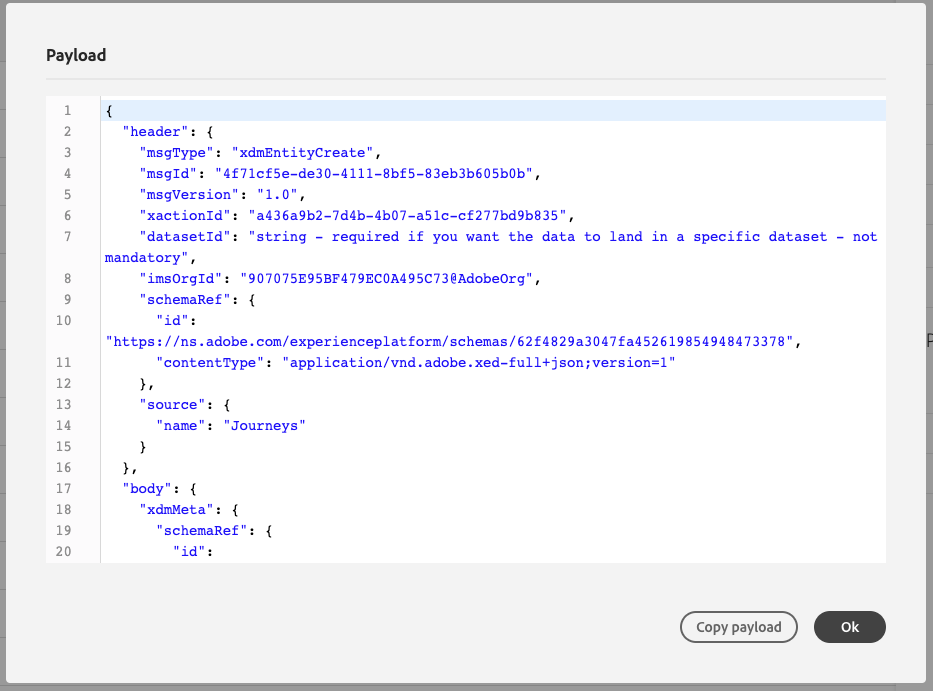 Payload
1 {
2 "header": {
3 "msgType": "xdmEntityCreate",
4 "msgId": "4f71cf5e-de30-4111-8bf5-83eb3b605b0b",
5 "msgVersion": "1.0",
6 "xactionId": "a436a9b2-7d4b-4b07-a51c-cf277bd9b835",
7 "datasetId": "string - required if you want the data to land in a specific dataset - not
mandatory",
8 "imsOrgId": "907075E95BF479EC0A495C73@AdobeOrg",
9 "schemaRef": {
10 "id":
"https://ns.adobe.com/experienceplatform/schemas/62f4829a3047fa452619854948473378",
11 "contentType": "application/vnd.adobe.xed-full+json;version=1"
12 },
13 "source": {
14 "name": "Journeys"
15 }
16 },
17 "body": {
18 "xdmMeta": {
19 "schemaRef": {
20 "id":
Copy payload Ok